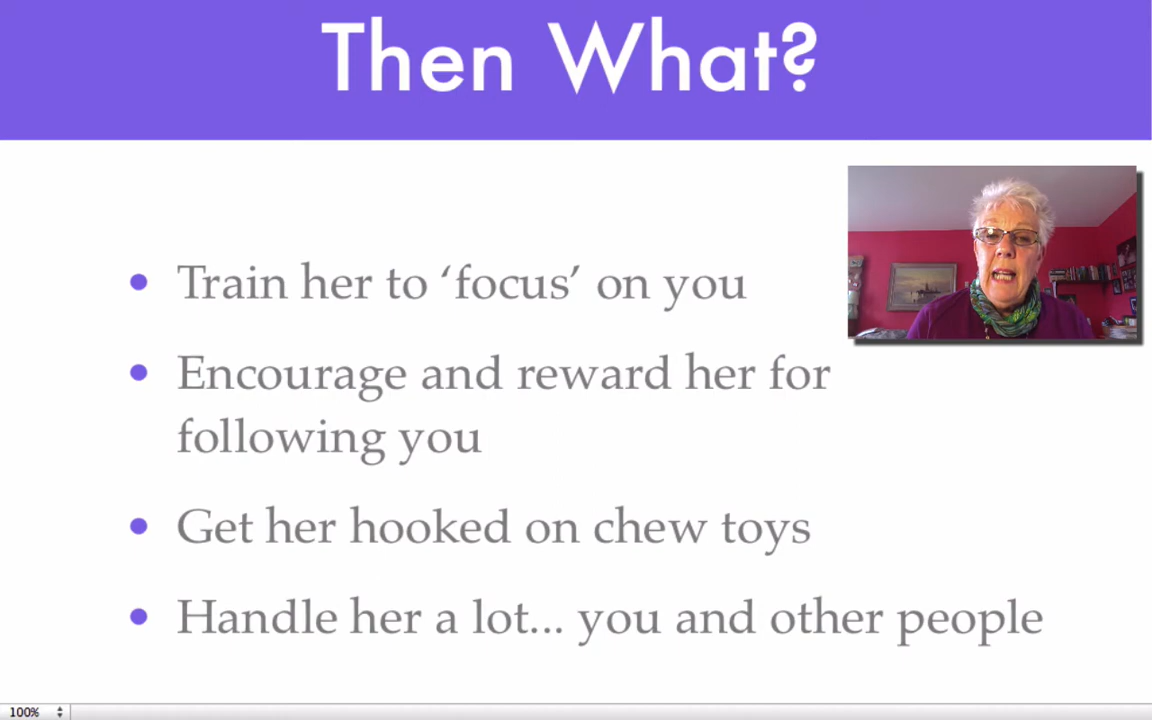 Then What?
• Train her to ‘focus’ on you
• Encourage and reward her for
following you
• Get her hooked on chew toys
• Handle her a lot... you and other people
100%